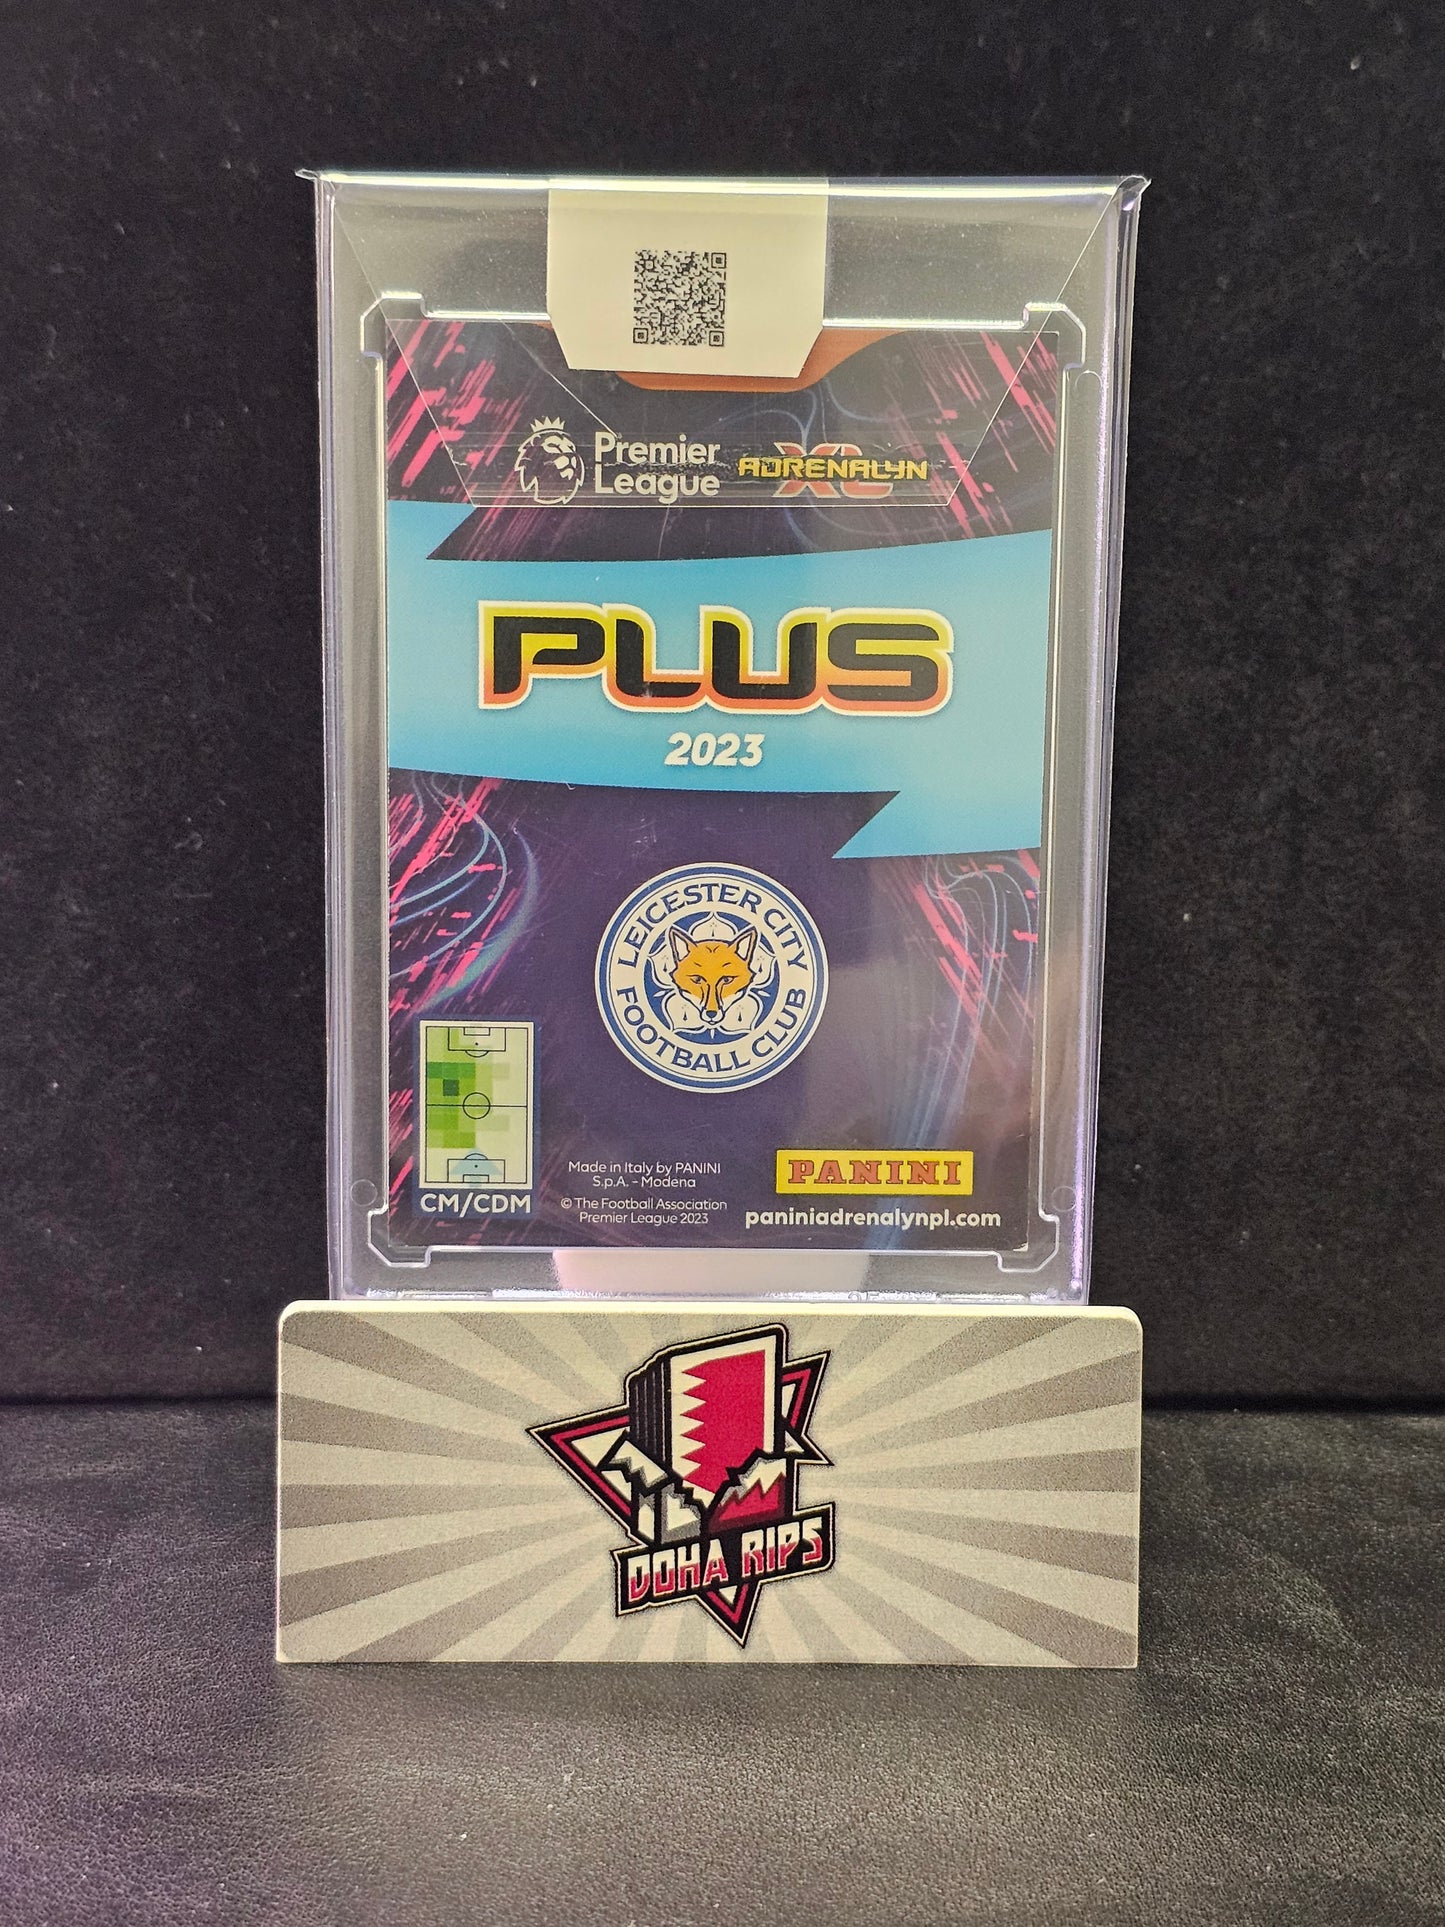 Premier
League
ADRENALYN
XL
PLUS
2023
LEICESTER CITY
FOOTBALL CLUB
CM/CDM
Made in Italy by PANINI
S.p.A. - Modena
© The Football Association
Premier League 2023
PANINI
paniniadrenalynpl.com
DOHA RIPS